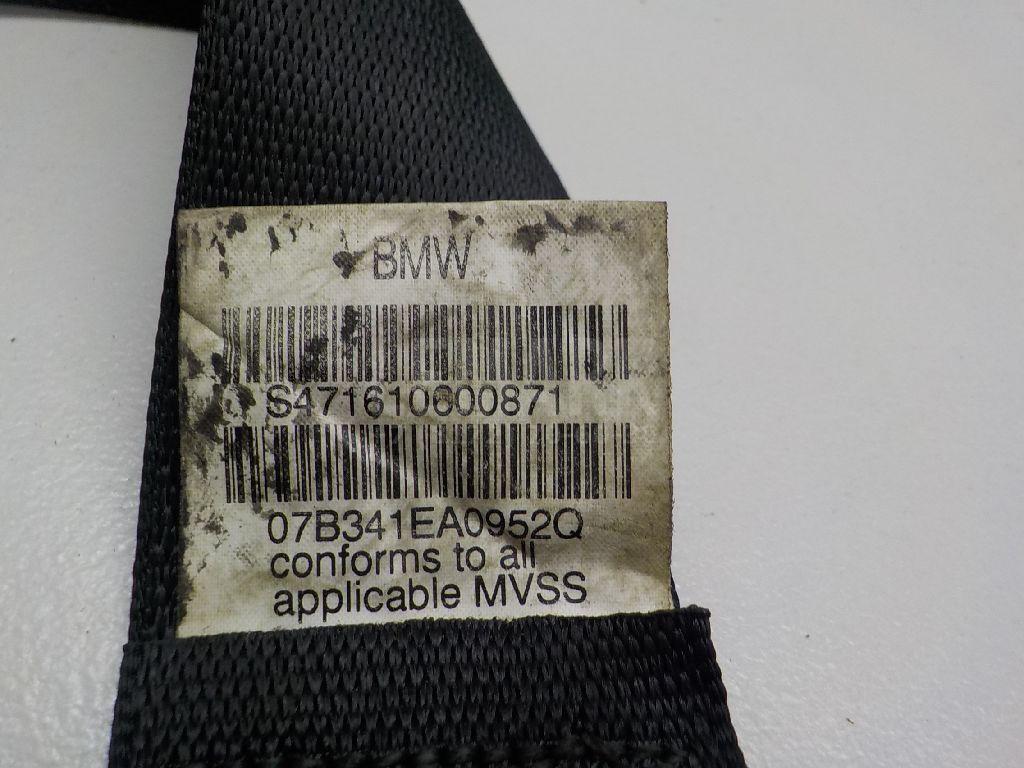 BMW
S471610600871
07B341EA0952Q
conforms to all
applicable MVSS